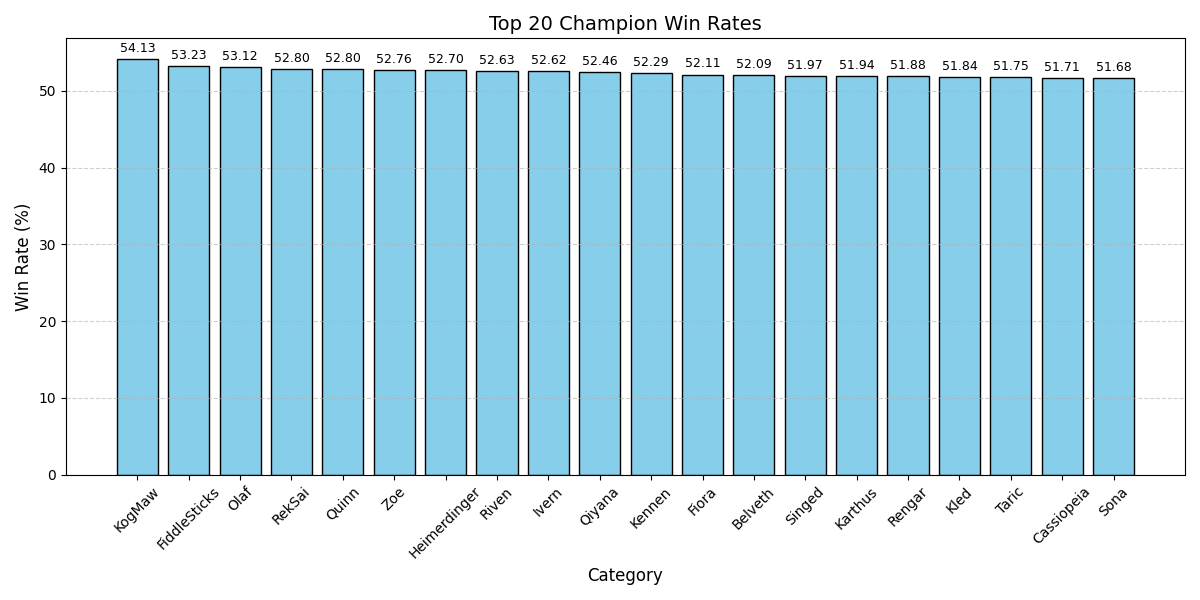 Top 20 Champion Win Rates
54.13 53.23 53.12 52.80 52.80 52.76 52.70 52.63 52.62 52.46 52.29 52.11 52.09 51.97 51.94 51.88 51.84 51.75 51.71 51.68
Win Rate (%)
50
40
30
20
10
0
KogMaw FiddleSticks Olaf RekSai Quinn Zoe Heimerdinger Riven Ivern Qiyana Kennen Fiora Belveth Singed Karthus Rengar Kled Taric Cassiopeia Sona
Category